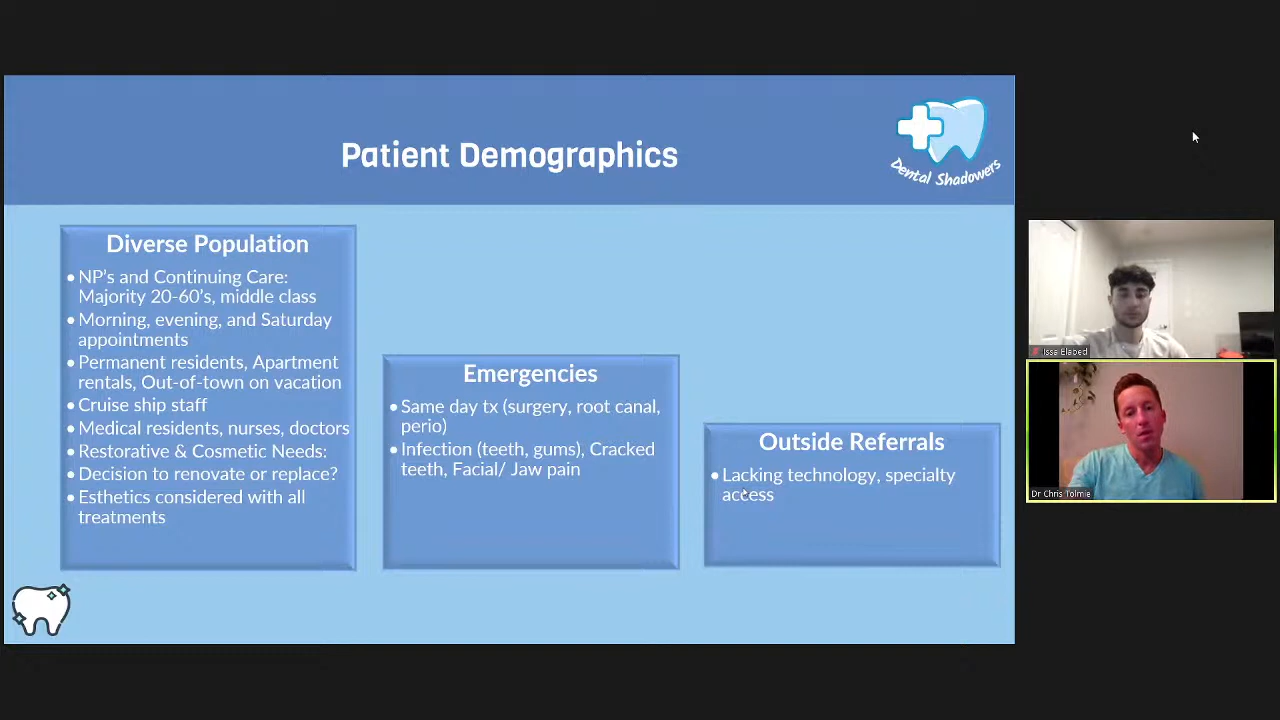 Patient Demographics
Dental Shadowers
Diverse Population
•NP's and Continuing Care:
Majority 20-60's, middle class
•Morning, evening, and Saturday
appointments
•Permanent residents, Apartment
rentals, Out-of-town on vacation
•Cruise ship staff
•Medical residents, nurses, doctors
•Restorative & Cosmetic Needs:
•Decision to renovate or replace?
•Esthetics considered with all
treatments
Emergencies
•Same day tx (surgery, root canal,
perio)
•Infection (teeth, gums), Cracked
teeth, Facial/ Jaw pain
Outside Referrals
•Lacking technology, specialty
access
Issa Elabed
Dr Chris Tolmie